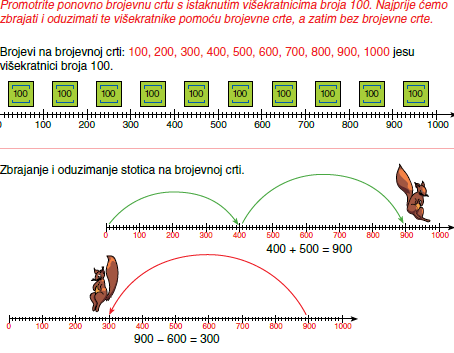 Promotrite ponovno brojevnu crtu s istaknutim višekratnicima broja 100. Najprije ćemo
zbrajati i oduzimati te višekratnike pomoću brojevne crte, a zatim bez brojevne crte.
Brojevi na brojevnoj crti: 100, 200, 300, 400, 500, 600, 700, 800, 900, 1000 jesu
višekratnici broja 100.
100 100 100 100 100 100 100 100 100 100
0 100 200 300 400 500 600 700 800 900 1000
Zbrajanje i oduzimanje stotica na brojevnoj crti.
0 100 200 300 400 500 600 700 800 900 1000
400 + 500 = 900
0 100 200 300 400 500 600 700 800 900 1000
900 − 600 = 300